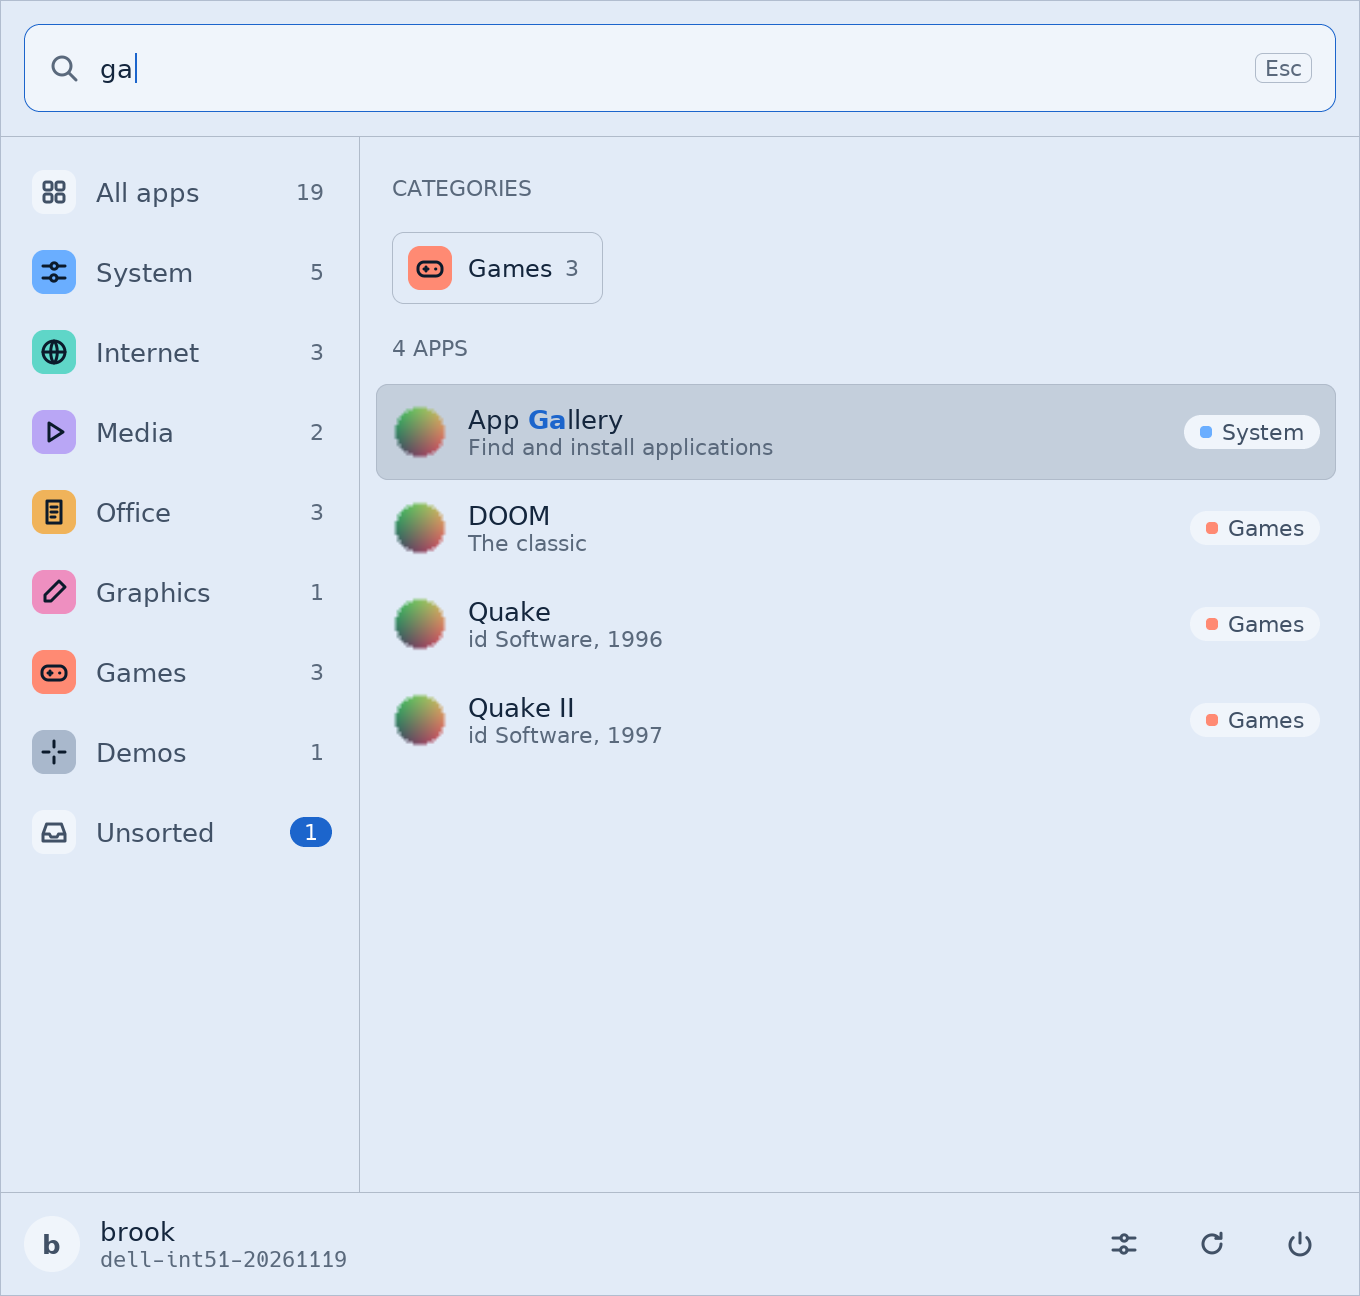 ga
Esc
All apps 19
System 5
Internet 3
Media 2
Office 3
Graphics 1
Games 3
Demos 1
Unsorted 1
CATEGORIES
Games 3
4 APPS
App Gallery
Find and install applications
System
DOOM
The classic
Games
Quake
id Software, 1996
Games
Quake II
id Software, 1997
Games
b
brook
dell-int51-20261119